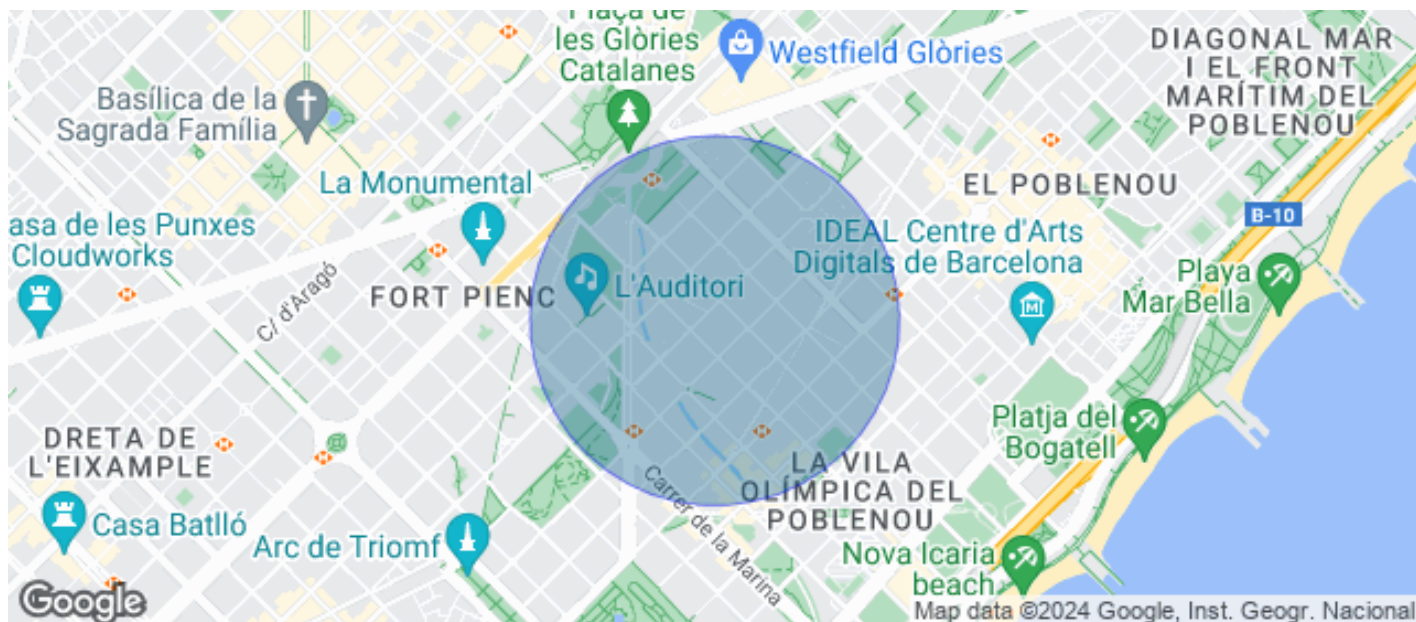 Plaça de
les Glòries
Catalanes
Westfield Glòries
DIAGONAL MAR
I EL FRONT
MARÍTIM DEL
POBLENOU
Basílica de la
Sagrada Família
La Monumental
EL POBLENOU
B-10
asa de les Punxes
Cloudworks
IDEAL Centre d'Arts
Digitals de Barcelona
Playa
Mar Bella
C/ d'Aragó
FORT PIENC
L'Auditori
Platja del
Bogatell
DRETA DE
L'EIXAMPLE
LA VILA
OLÍMPICA DEL
POBLENOU
Carrer de la Marina
Casa Batlló
Arc de Triomf
Nova Icaria
beach
Google
Map data ©2024 Google, Inst. Geogr. Nacional